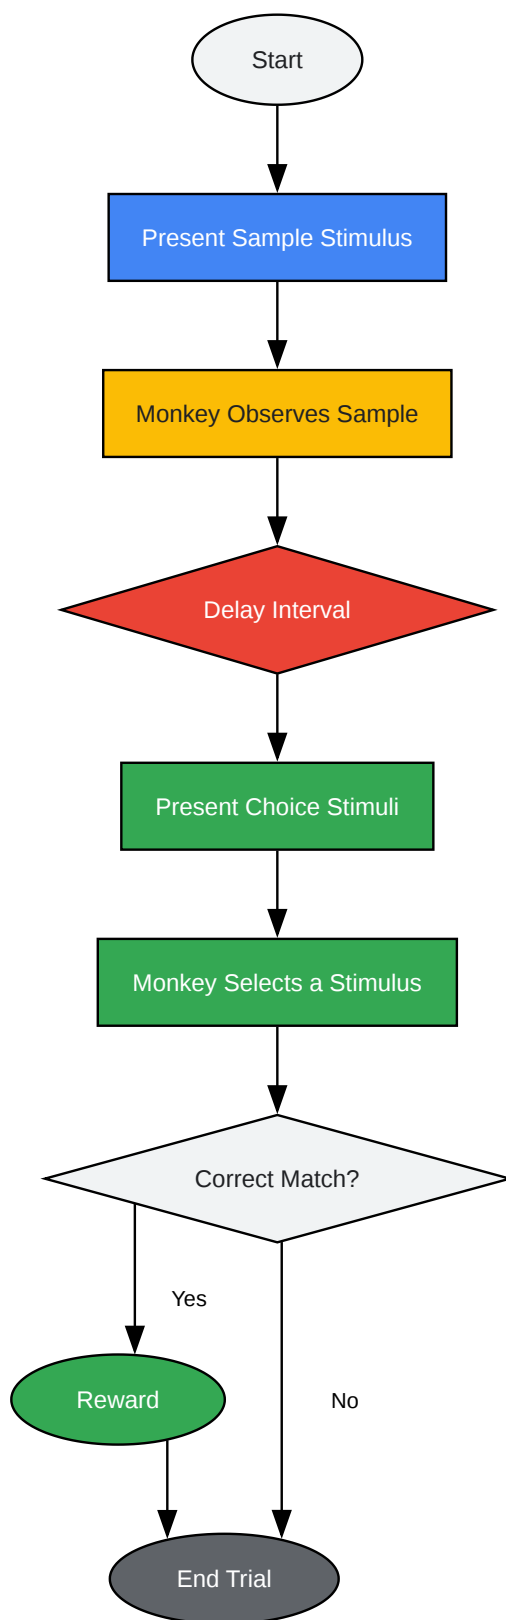 Start
Present Sample Stimulus
Monkey Observes Sample
Delay Interval
Present Choice Stimuli
Monkey Selects a Stimulus
Correct Match?
Yes
Reward
No
End Trial